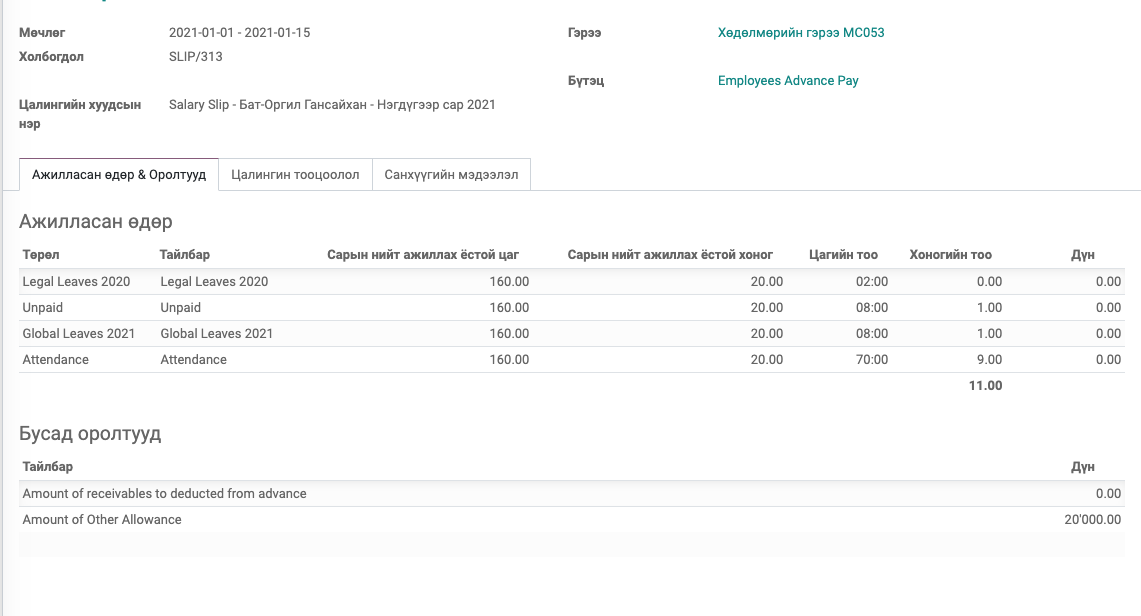 Мөчлөг 2021-01-01 - 2021-01-15 Гэрээ Хөдөлмөрийн гэрээ MC053
Холбогдол SLIP/313
Бүтэц Employees Advance Pay
Цалингийн хуудсын нэр Salary Slip - Бат-Оргил Гансайхан - Нэгдүгээр сар 2021
Ажилласан өдөр & Оролтууд Цалингин тооцоолол Санхүүгийн мэдээлэл
Ажилласан өдөр
Төрөл Тайлбар Сарын нийт ажиллах ёстой цаг Сарын нийт ажиллах ёстой хоног Цагийн тоо Хоногийн тоо Дүн
Legal Leaves 2020 Legal Leaves 2020 160.00 20.00 02:00 0.00 0.00
Unpaid Unpaid 160.00 20.00 08:00 1.00 0.00
Global Leaves 2021 Global Leaves 2021 160.00 20.00 08:00 1.00 0.00
Attendance Attendance 160.00 20.00 70:00 9.00 0.00
11.00
Бусад оролтууд
Тайлбар Дүн
Amount of receivables to deducted from advance 0.00
Amount of Other Allowance 20'000.00